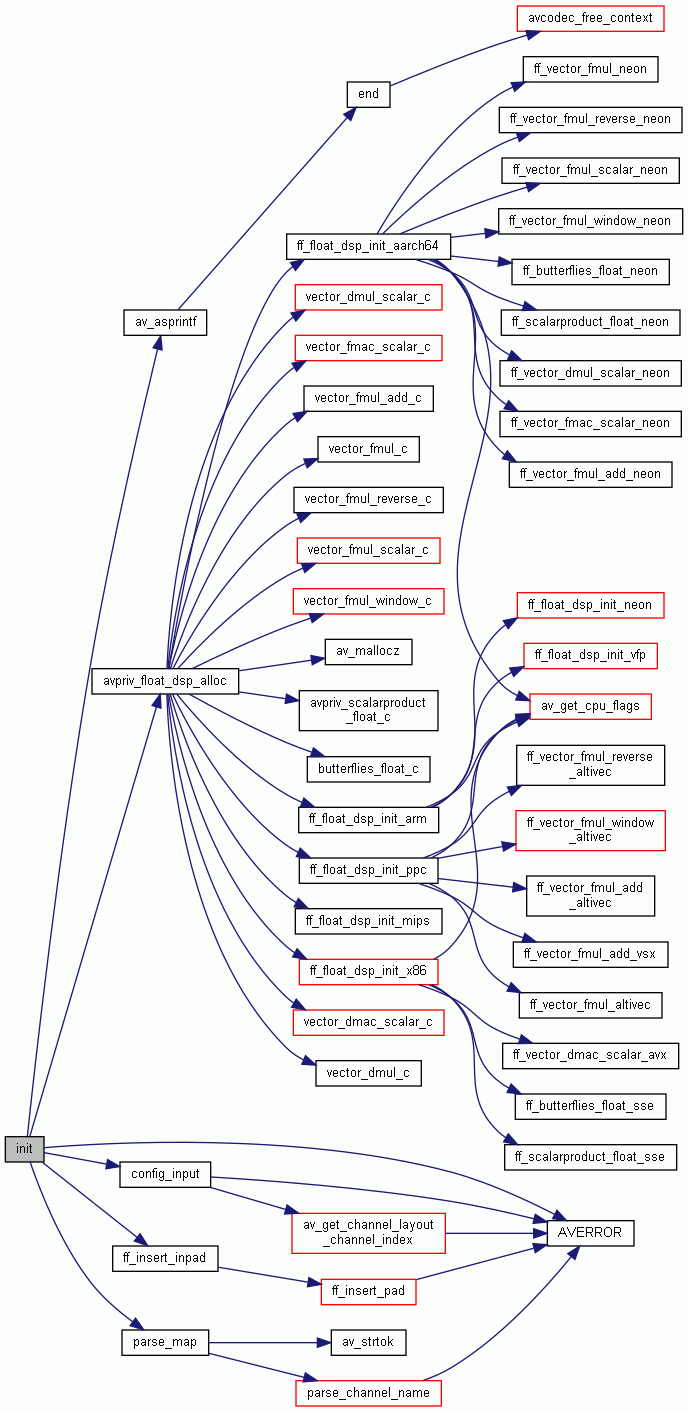 avcodec_free_context
ff_vector_fmul_neon
end
ff_vector_fmul_reverse_neon
ff_vector_fmul_scalar_neon
ff_vector_fmul_window_neon
ff_float_dsp_init_aarch64
ff_butterflies_float_neon
vector_dmul_scalar_c
av_asprintf
ff_scalarproduct_float_neon
vector_fmac_scalar_c
ff_vector_dmul_scalar_neon
vector_fmul_add_c
ff_vector_fmac_scalar_neon
vector_fmul_c
ff_vector_fmul_add_neon
vector_fmul_reverse_c
vector_fmul_scalar_c
vector_fmul_window_c
ff_float_dsp_init_neon
av_mallocz
ff_float_dsp_init_vfp
avpriv_float_dsp_alloc
avpriv_scalarproduct
_float_c
av_get_cpu_flags
butterflies_float_c
ff_vector_fmul_reverse
_altivec
ff_float_dsp_init_arm
ff_vector_fmul_window
_altivec
ff_float_dsp_init_ppc
ff_vector_fmul_add
_altivec
ff_float_dsp_init_mips
ff_vector_fmul_add_vsx
ff_float_dsp_init_x86
ff_vector_fmul_altivec
vector_dmac_scalar_c
ff_vector_dmac_scalar_avx
vector_dmul_c
ff_butterflies_float_sse
init
ff_scalarproduct_float_sse
config_input
av_get_channel_layout
_channel_index
AVERROR
ff_insert_inpad
ff_insert_pad
parse_map
av_strtok
parse_channel_name